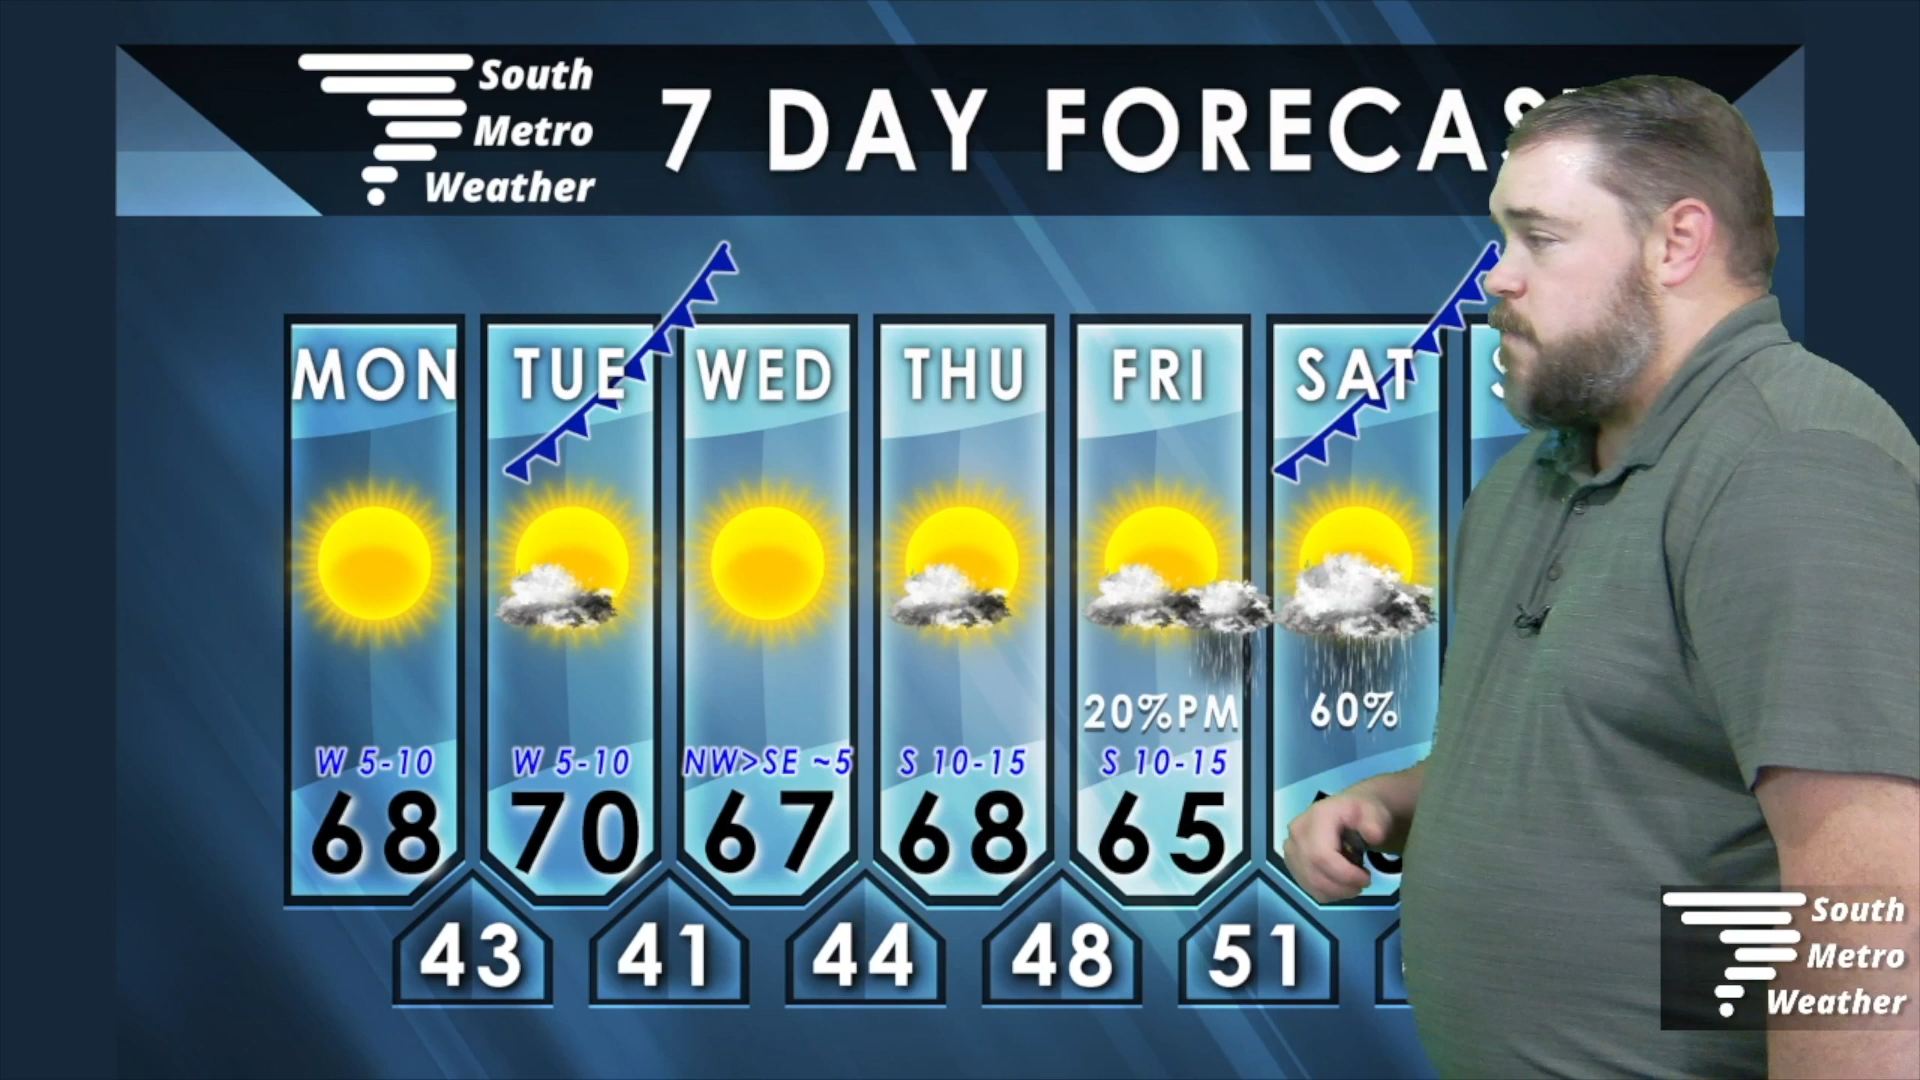 South
Metro
Weather
7 DAY FORECAS
MON TUE WED THU FRI SAT
20%PM 60%
W 5-10 W 5-10 NW>SE ~5 S 10-15 S 10-15
68 70 67 68 65
43 41 44 48 51
South
Metro
Weather